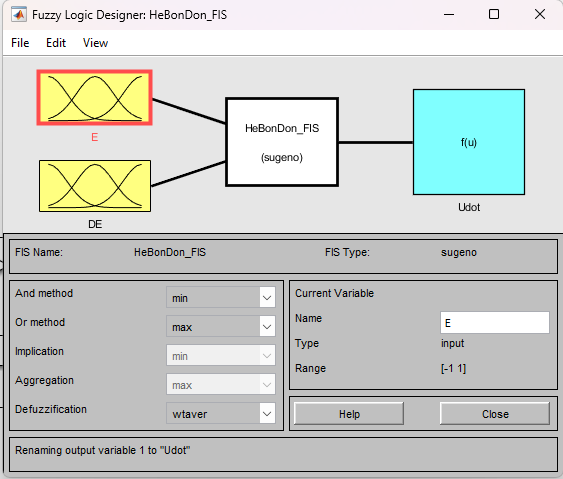 Fuzzy Logic Designer: HeBonDon_FIS
File Edit View
E
DE
HeBonDon_FIS
(sugeno)
f(u)
Udot
FIS Name: HeBonDon_FIS FIS Type: sugeno
And method min
Or method max
Implication min
Aggregation max
Defuzzification wtaver
Current Variable
Name E
Type input
Range [-1 1]
Help Close
Renaming output variable 1 to "Udot"